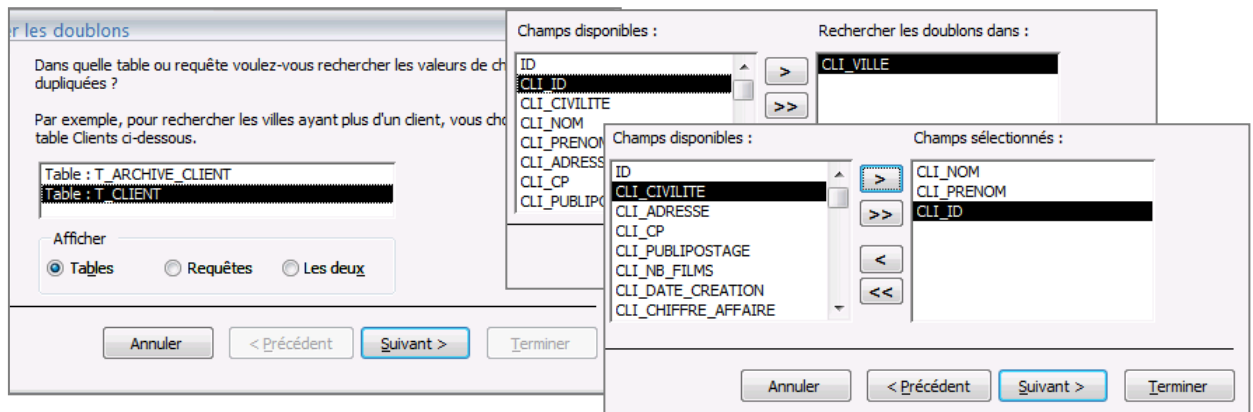 r les doublons
Dans quelle table ou requête voulez-vous rechercher les valeurs de ch
dupliquées ?
Par exemple, pour rechercher les villes ayant plus d'un client, vous cho
table Clients ci-dessous.
Table : T_ARCHIVE_CLIENT
Table : T_CLIENT
Afficher
Tables
Requêtes
Les deux
Annuler
< Précédent
Suivant >
Terminer
Champs disponibles :
Rechercher les doublons dans :
ID
CLI_ID
CLI_CIVILITE
CLI_NOM
CLI_PRENOM
CLI_ADRESS
CLI_CP
CLI_PUBLIPO
>
>>
CLI_VILLE
Champs disponibles :
Champs sélectionnés :
ID
CLI_CIVILITE
CLI_ADRESSE
CLI_CP
CLI_PUBLIPOSTAGE
CLI_NB_FILMS
CLI_DATE_CREATION
CLI_CHIFFRE_AFFAIRE
>
>>
<
<<
CLI_NOM
CLI_PRENOM
CLI_ID
Annuler
< Précédent
Suivant >
Terminer